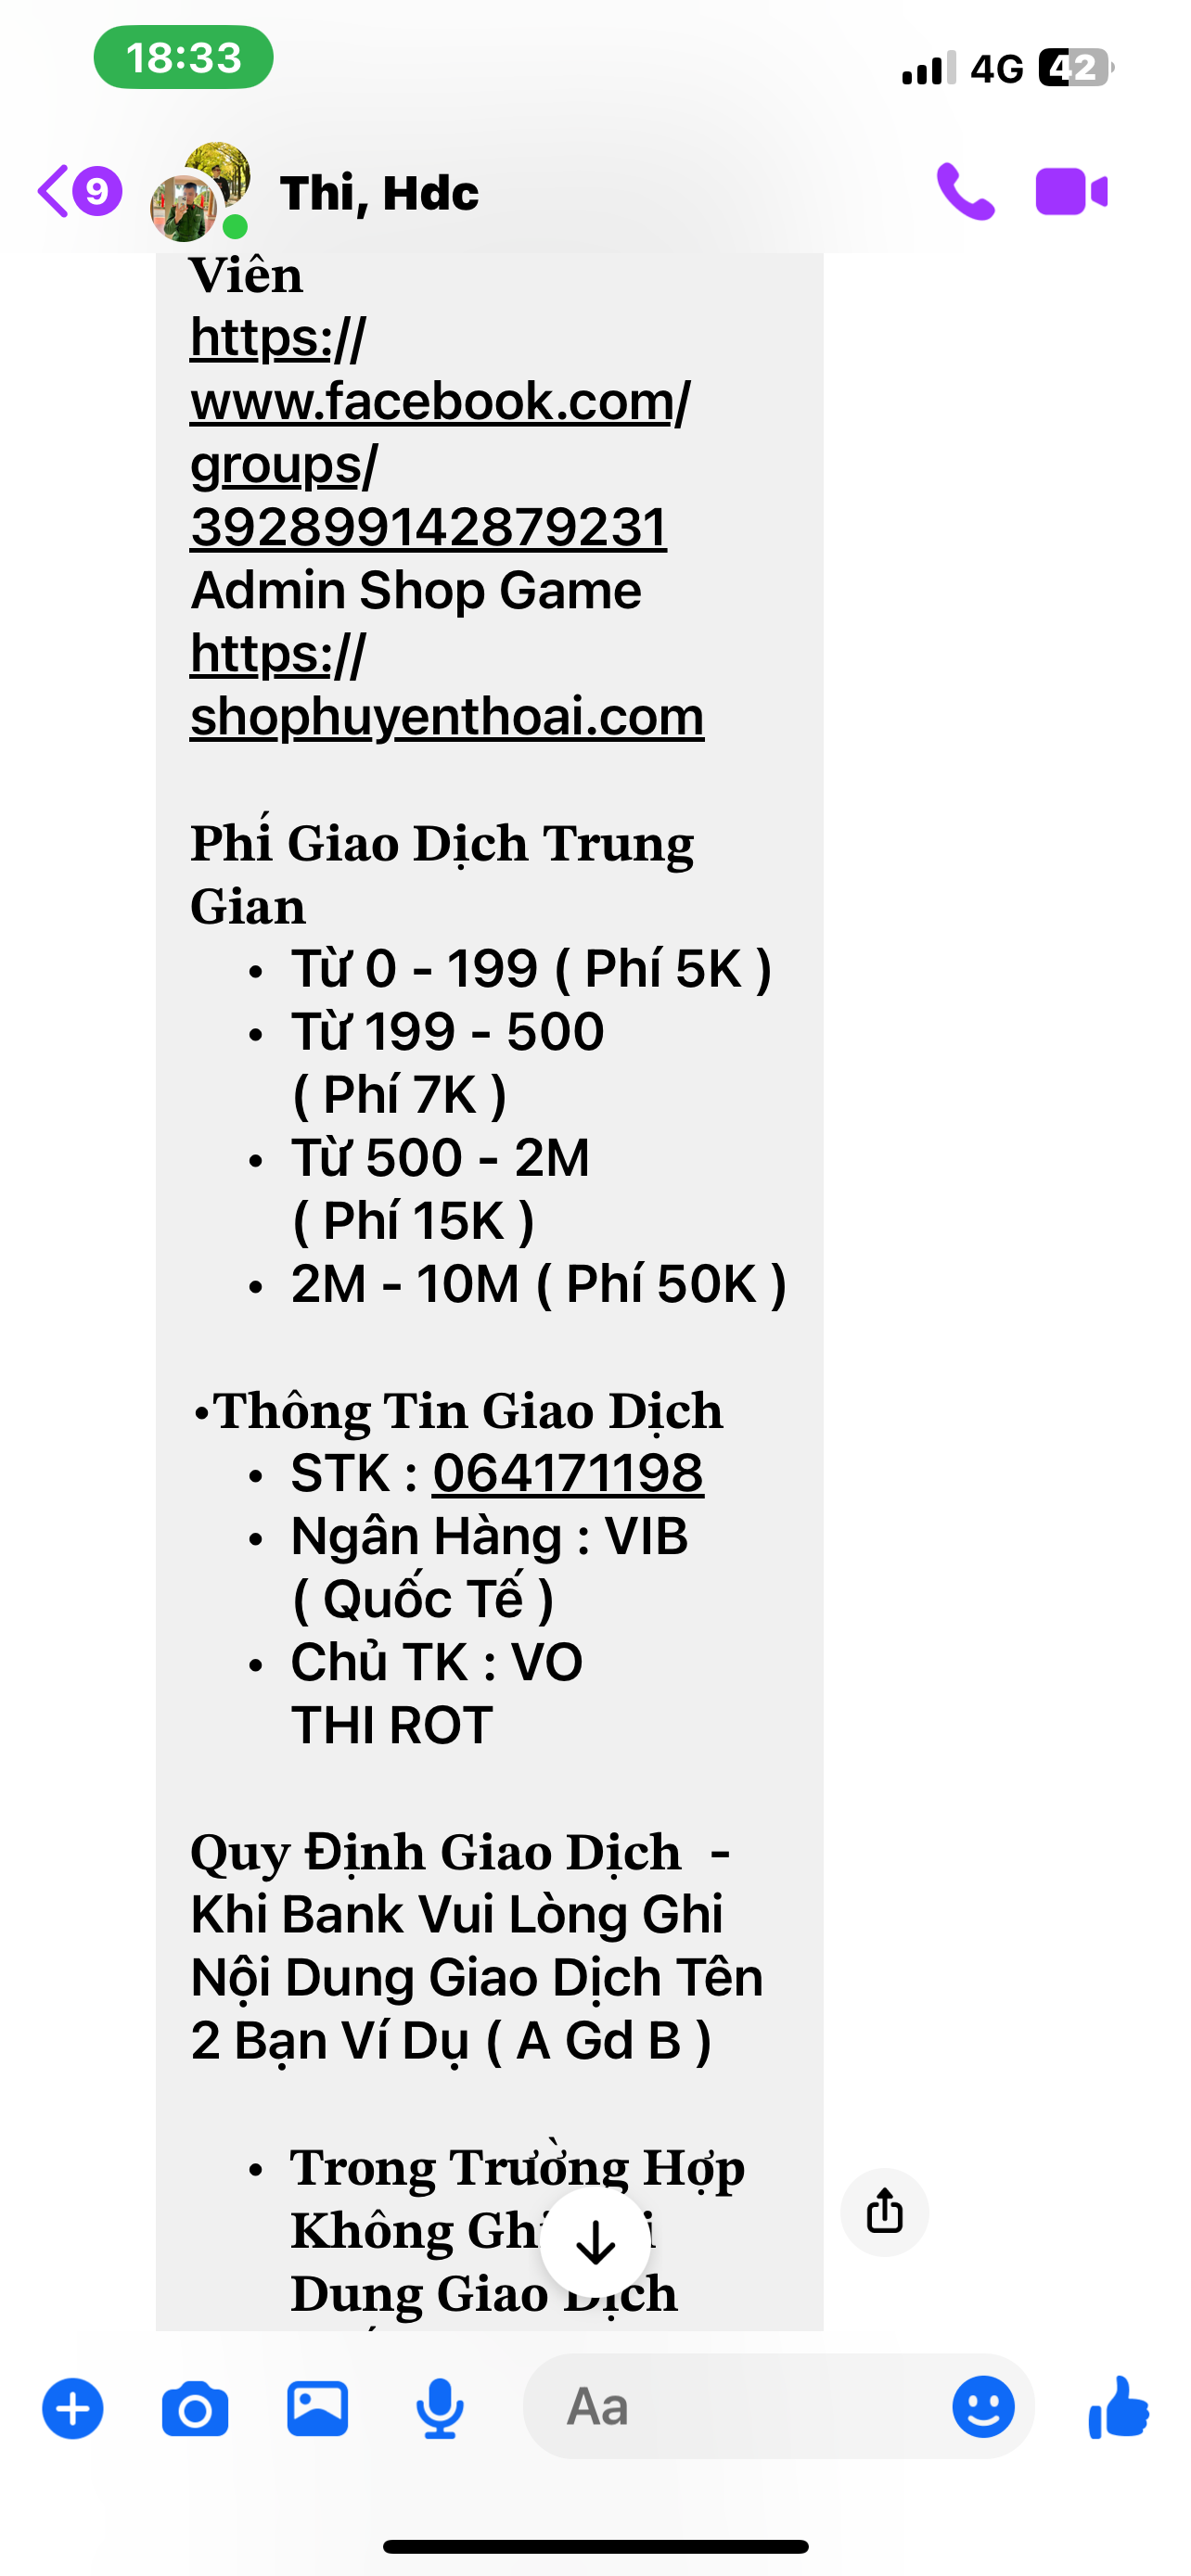 18:33
4G 42
9
Thi, Hdc
Viên
https://
www.facebook.com/
groups/
392899142879231
Admin Shop Game
https://
shophuyenthoai.com
Phí Giao Dịch Trung
Gian
• Từ 0 - 199 ( Phí 5K )
• Từ 199 - 500
( Phí 7K )
• Từ 500 - 2M
( Phí 15K )
• 2M - 10M ( Phí 50K )
•Thông Tin Giao Dịch
• STK : 064171198
• Ngân Hàng : VIB
( Quốc Tế )
• Chủ TK : VO
THI ROT
Quy Định Giao Dịch -
Khi Bank Vui Lòng Ghi
Nội Dung Giao Dịch Tên
2 Bạn Ví Dụ ( A Gd B )
• Trong Trường Hợp
Không Ghi
Dung Giao Dịch
Aa